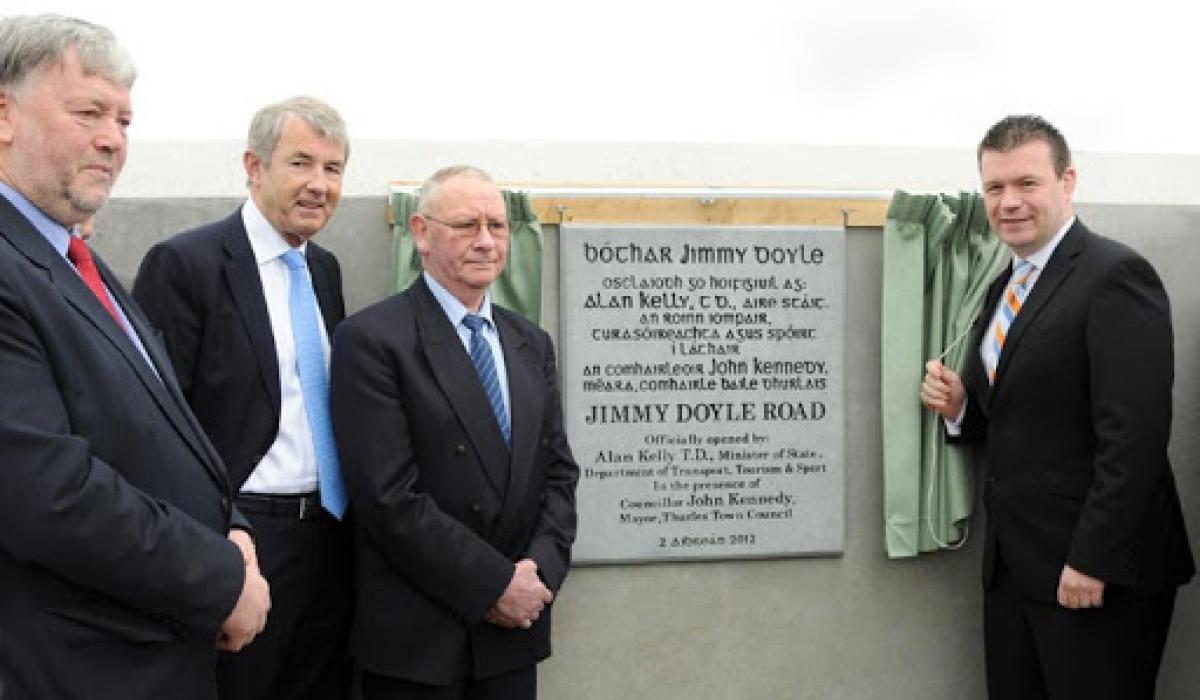 bóthar Jimmy Doyle
osclaíodh go hoifigiúil ag:
Alan Kelly, T.D., Aire Stáit,
An Roinn Iompair,
Turasóireachta agus Spóirt
i láthair
An Comhairleoir John Kennedy,
Méara, Comhairle Baile Dhurlais
JIMMY DOYLE ROAD
Officially opened by:
Alan Kelly T.D., Minister of State,
Department of Transport, Tourism & Sport
In the presence of
Councillor John Kennedy,
Mayor, Thurles Town Council
2 Aibreán 2012